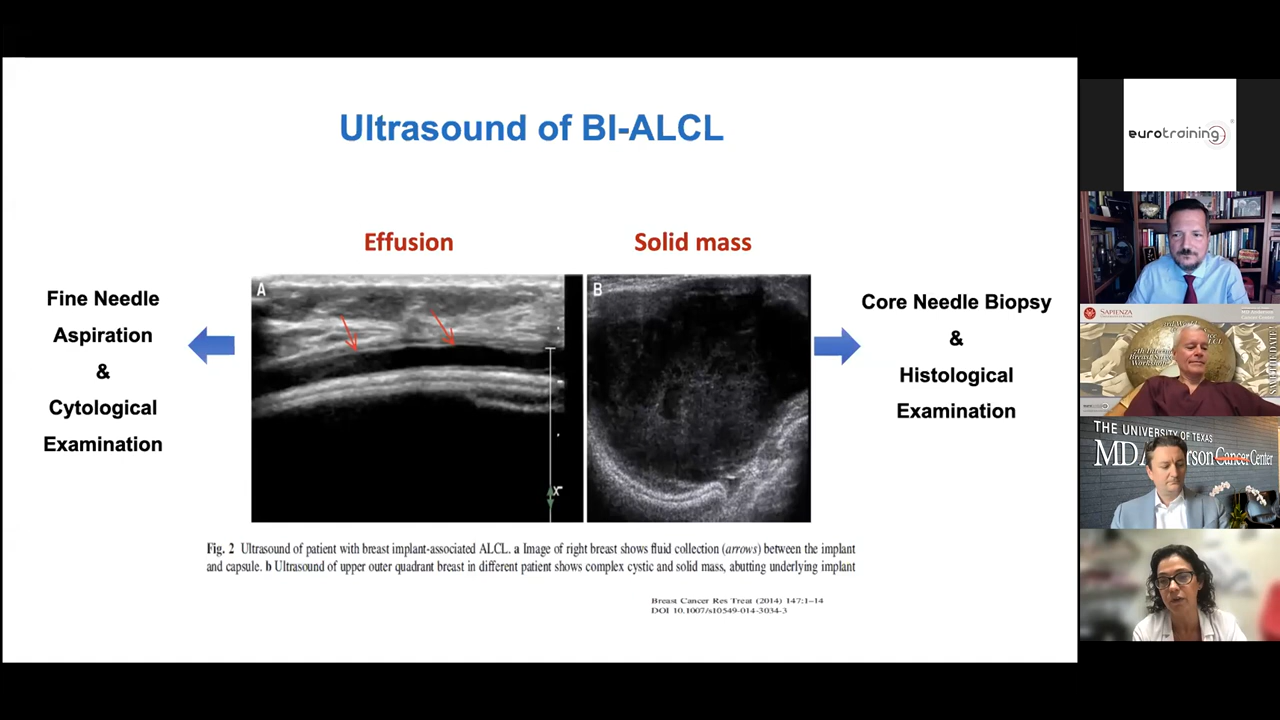 Ultrasound of BI-ALCL
Effusion
Solid mass
Fine Needle
Aspiration
&
Cytological
Examination
A
B
Core Needle Biopsy
&
Histological
Examination
Fig. 2 Ultrasound of patient with breast implant-associated ALCL. a Image of right breast shows fluid collection (arrows) between the implant
and capsule. b Ultrasound of upper outer quadrant breast in different patient shows complex cystic and solid mass, abutting underlying implant
Breast Cancer Res Treat (2014) 147:1–14
DOI 10.1007/s10549-014-3034-3
eurotraining
SAPIENZA
MD Anderson
Cancer Center
THE UNIVERSITY OF TEXAS
MD A rson Cancer Center